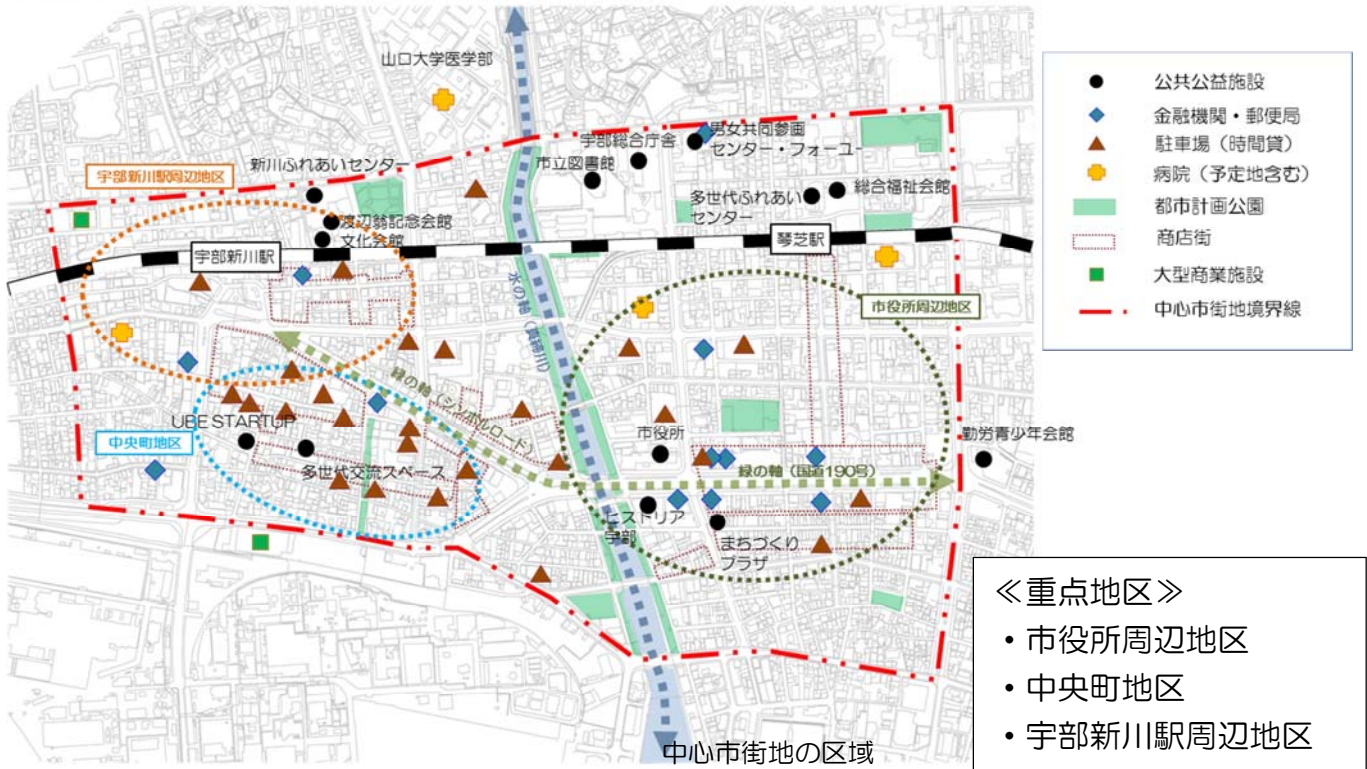 山口大学医学部
宇部総合庁舎
男女共同参画
センター・フォーユー
新川ふれあいセンター
市立図書館
宇部新川駅周辺地区
多世代ふれあい
センター
総合福祉会館
渡辺翁記念会館
文化会館
宇部新川駅
琴芝駅
水の軸（真締川）
市役所周辺地区
緑の軸（シンボルロード）
UBE STARTUP
中央町地区
多世代交流スペース
市役所
勤労青少年会館
緑の軸（国道190号）
ヒストリア
宇部
まちづくり
プラザ
中心市街地の区域
公共公益施設
金融機関・郵便局
駐車場（時間貸）
病院（予定地含む）
都市計画公園
商店街
大型商業施設
中心市街地境界線
≪重点地区≫
・市役所周辺地区
・中央町地区
・宇部新川駅周辺地区